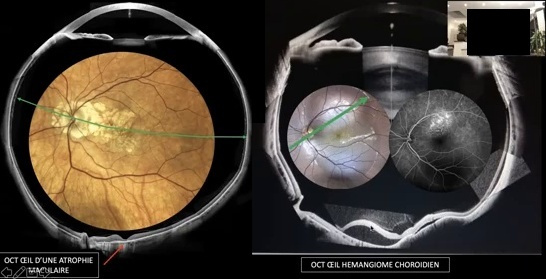 OCT ŒIL D'UNE ATROPHIE
MACULAIRE
OCT ŒIL HEMANGIOME CHOROIDIEN